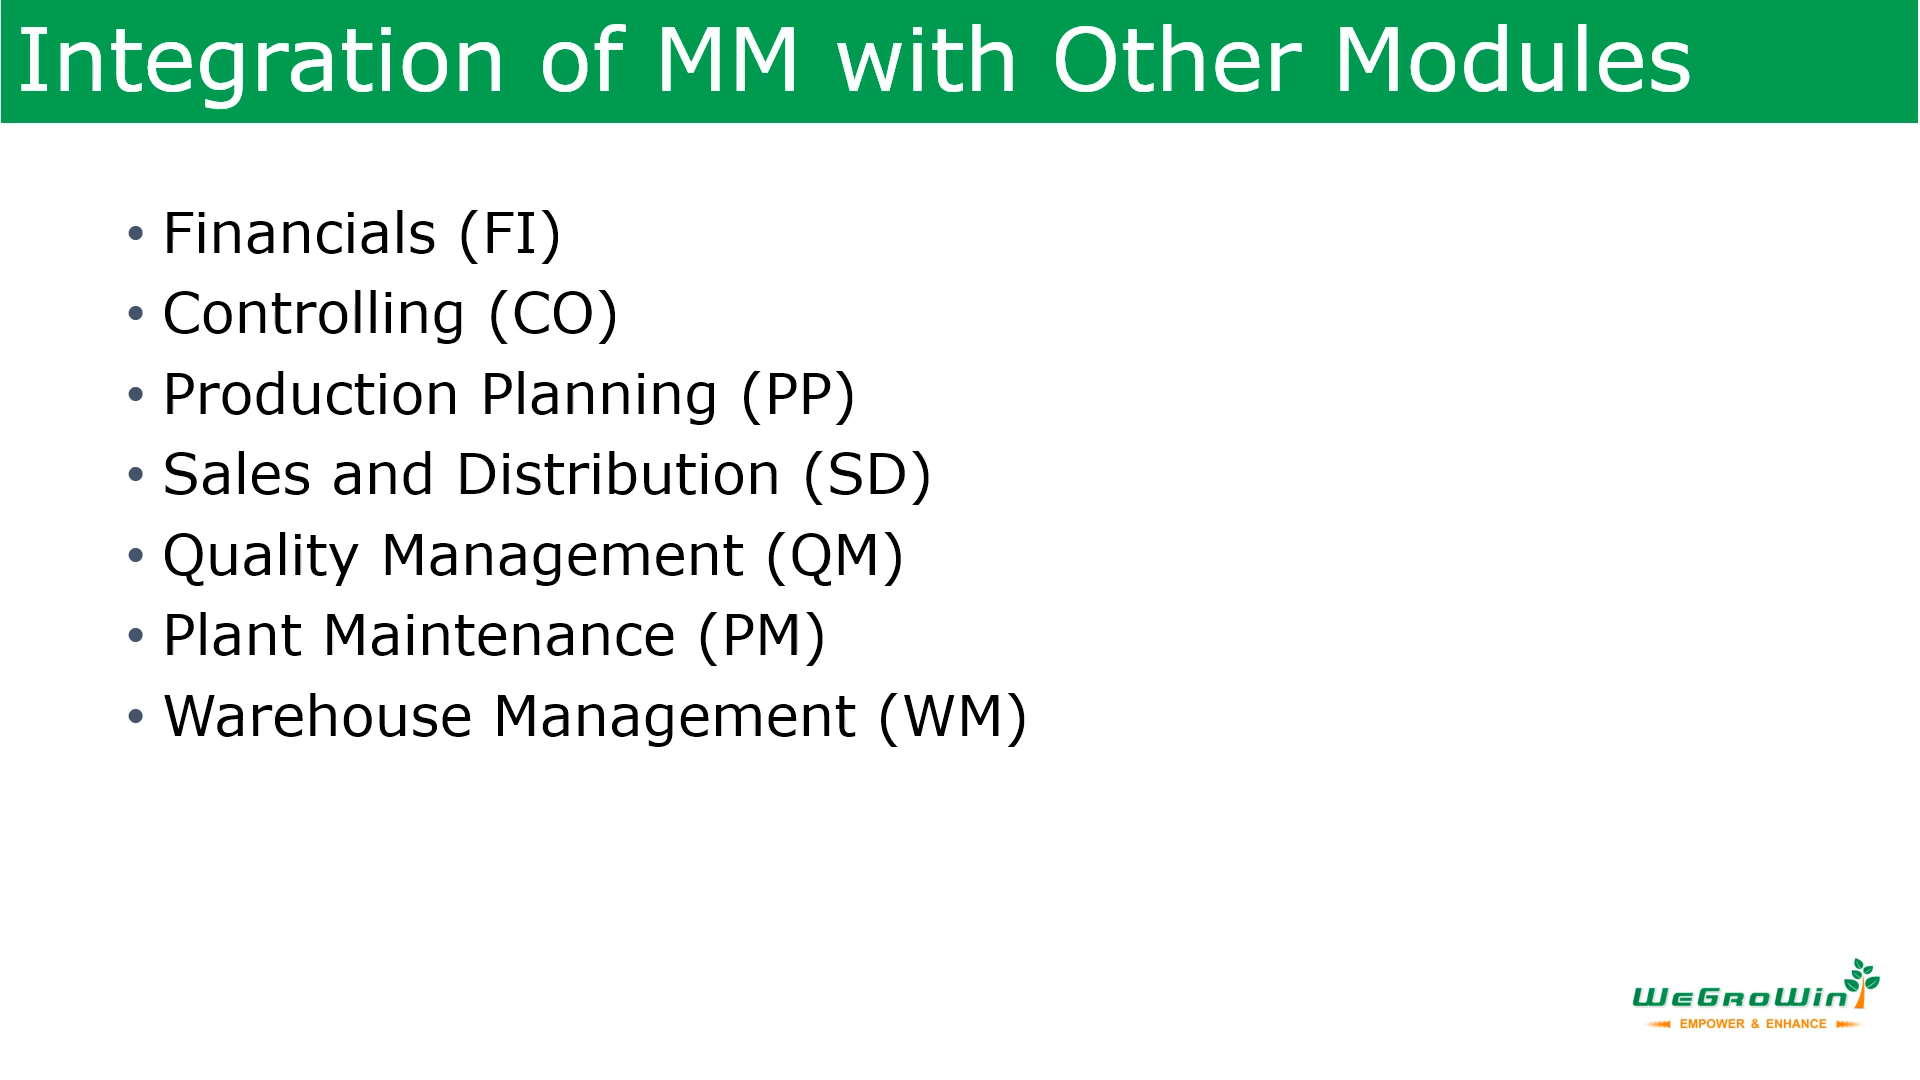 Integration of MM with Other Modules
• Financials (FI)
• Controlling (CO)
• Production Planning (PP)
• Sales and Distribution (SD)
• Quality Management (QM)
• Plant Maintenance (PM)
• Warehouse Management (WM)
WeGroWin
EMPOWER & ENHANCE